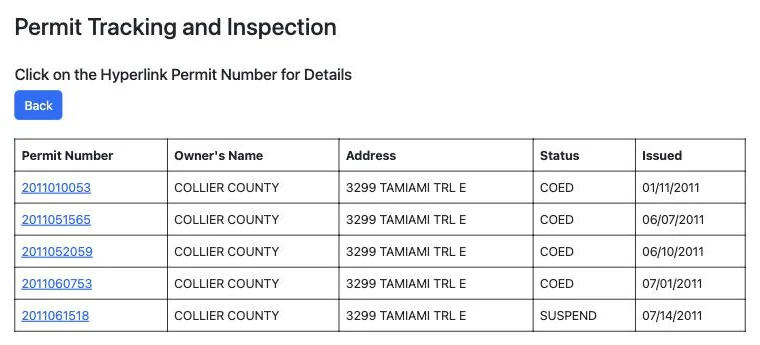 Permit Tracking and Inspection
Click on the Hyperlink Permit Number for Details
Back
Permit Number Owner's Name Address Status Issued
2011010053 COLLIER COUNTY 3299 TAMIAMI TRL E COED 01/11/2011
2011051565 COLLIER COUNTY 3299 TAMIAMI TRL E COED 06/07/2011
2011052059 COLLIER COUNTY 3299 TAMIAMI TRL E COED 06/10/2011
2011060753 COLLIER COUNTY 3299 TAMIAMI TRL E COED 07/01/2011
2011061518 COLLIER COUNTY 3299 TAMIAMI TRL E SUSPEND 07/14/2011